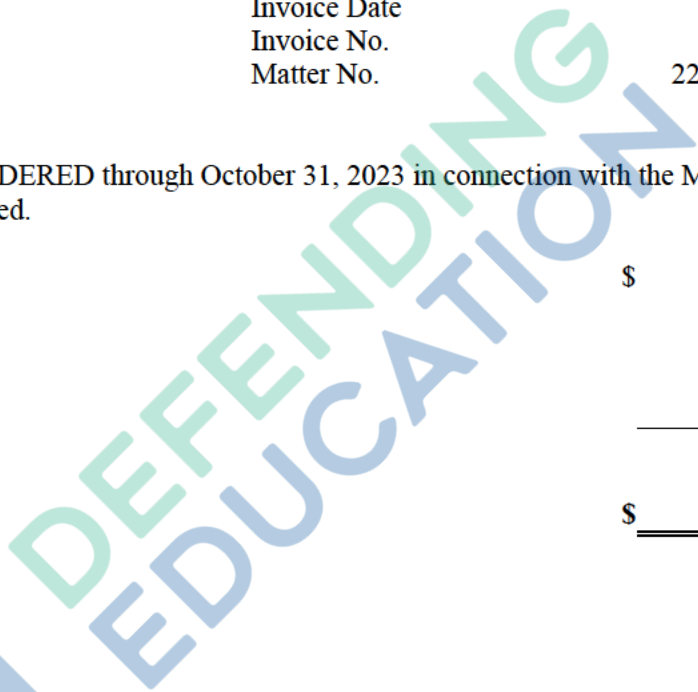 Invoice Date
Invoice No.
Matter No.
22
DERED through October 31, 2023 in connection with the M
ed.
$
$
DEFENDING
EDUCATION